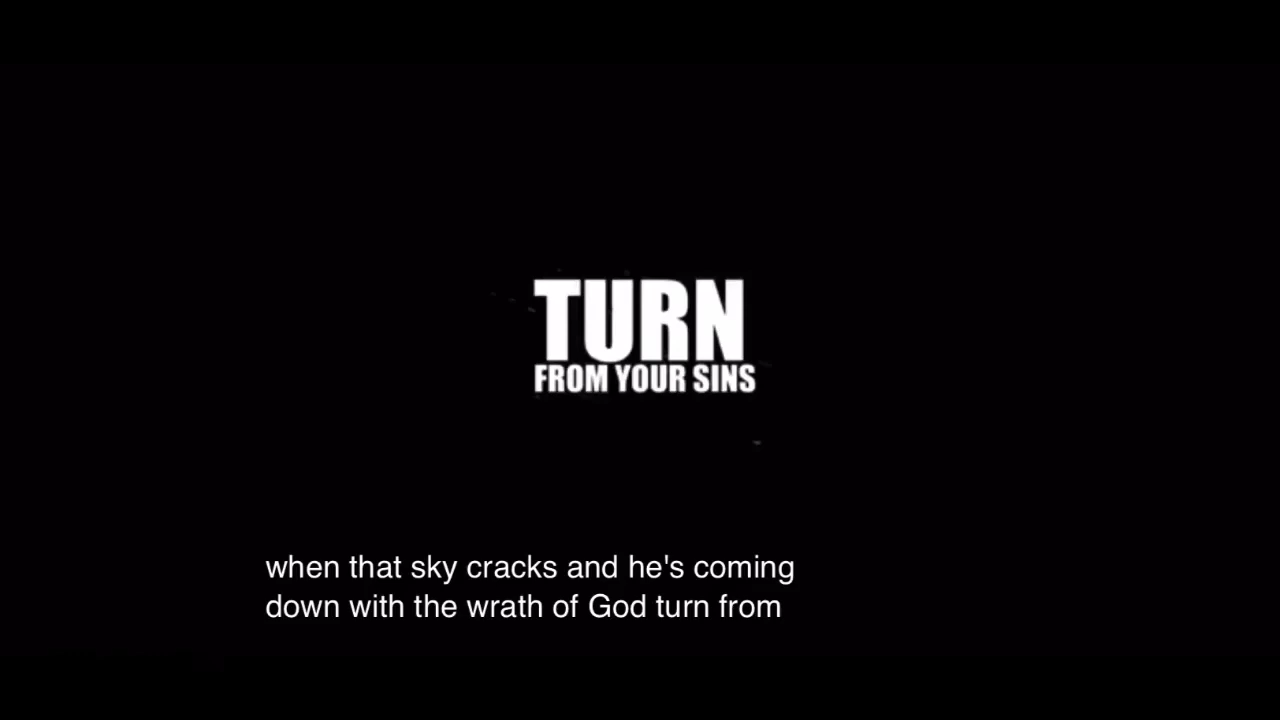 TURN
FROM YOUR SINS
when that sky cracks and he's coming
down with the wrath of God turn from